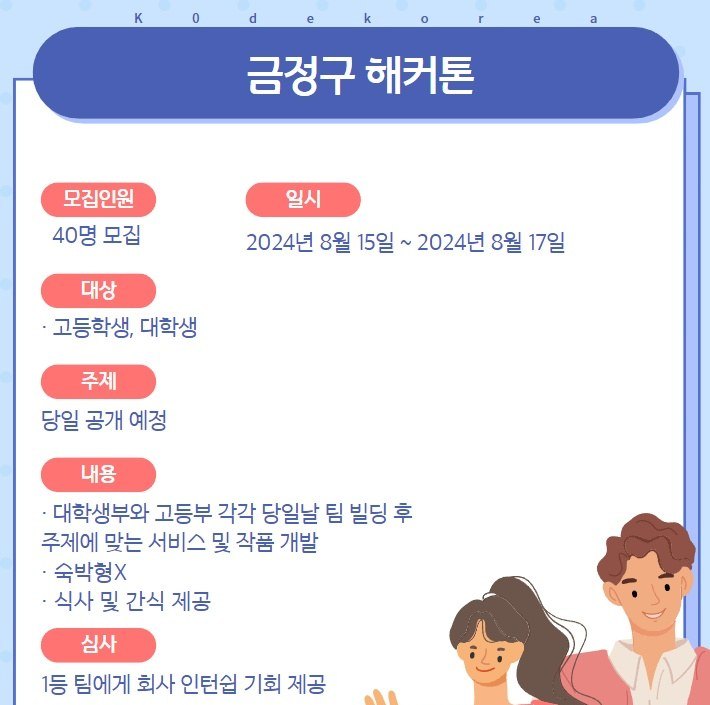 K0dekorea
금정구 해커톤
모집인원
40명 모집
일시
2024년 8월 15일 ~ 2024년 8월 17일
대상
· 고등학생, 대학생
주제
당일 공개 예정
내용
· 대학생부와 고등부 각각 당일날 팀 빌딩 후
주제에 맞는 서비스 및 작품 개발
· 숙박형X
· 식사 및 간식 제공
심사
1등 팀에게 회사 인턴쉽 기회 제공